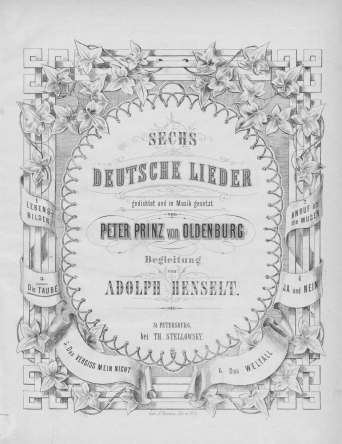 SECHS
DEUTSCHE LIEDER
gedichtet und in Musik gesetzt
VON
PETER PRINZ von OLDENBURG
Begleitung
VON
ADOLPH HENSELT.
St. PETERSBURG,
bei TH. STELLOWSKY.
1.
LEBENS-
BILDER
2.
ANRUF AN
DIE MUSEN
3.
Die TAUBE
4.
JA und NEIN
5. Das VERGISS MEIN NICHT
6. Das WELTALL